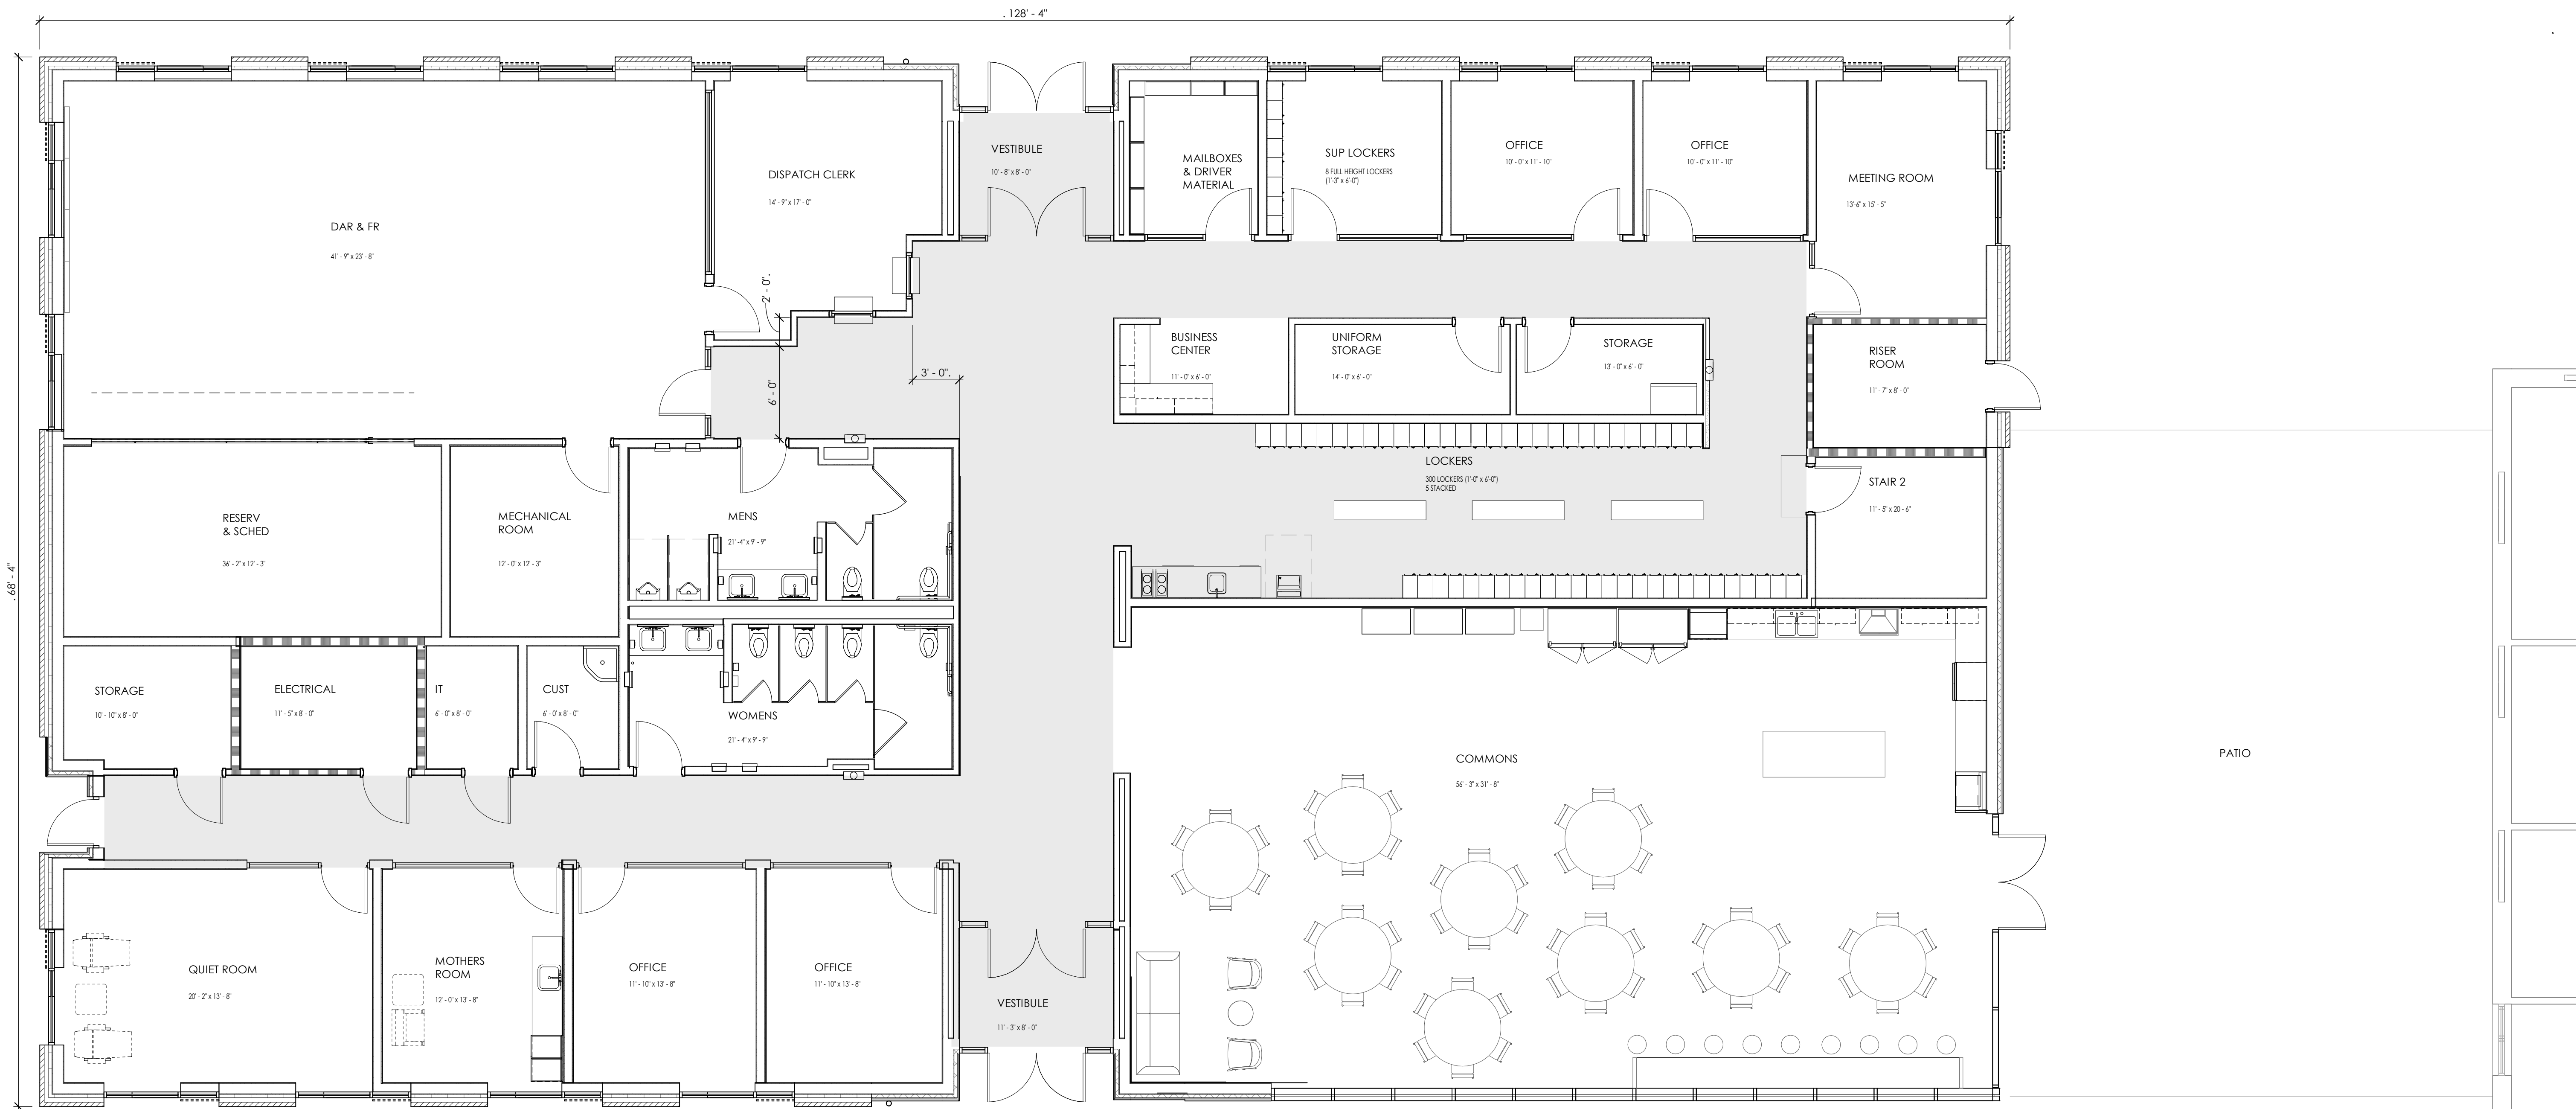 . 128' - 4"
. 68' - 4"
DAR & FR
41' - 9" x 23' - 8"
DISPATCH CLERK
14' - 9" x 17' - 0"
2' - 0".
6' - 0"
3' - 0".
VESTIBULE
10' - 8" x 8' - 0"
MAILBOXES
& DRIVER
MATERIAL
SUP LOCKERS
8 FULL HEIGHT LOCKERS
(1'-3" x 6'-0")
OFFICE
10' - 0" x 11' - 10"
OFFICE
10' - 0" x 11' - 10"
MEETING ROOM
13'-6" x 15' - 5"
BUSINESS
CENTER
11' - 0" x 6' - 0"
UNIFORM
STORAGE
14' - 0" x 6' - 0"
STORAGE
13' - 0" x 6' - 0"
RISER
ROOM
11' - 7" x 8' - 0"
LOCKERS
300 LOCKERS (1'-0" x 6'-0")
5 STACKED
STAIR 2
11' - 5" x 20' - 6"
RESERV
& SCHED
36' - 2" x 12' - 3"
MECHANICAL
ROOM
12' - 0" x 12' - 3"
MENS
21' -4" x 9' - 9"
STORAGE
10' - 10" x 8' - 0"
ELECTRICAL
11' - 5" x 8' - 0"
IT
6' - 0" x 8' - 0"
CUST
6' - 0' x 8' - 0"
WOMENS
21' - 4" x 9' - 9"
COMMONS
56' - 3" x 31' - 8"
PATIO
QUIET ROOM
20' - 2" x 13' - 8"
MOTHERS
ROOM
12' - 0" x 13' - 8"
OFFICE
11' - 10" x 13' - 8"
OFFICE
11' - 10" x 13' - 8"
VESTIBULE
11' - 3" x 8' - 0"